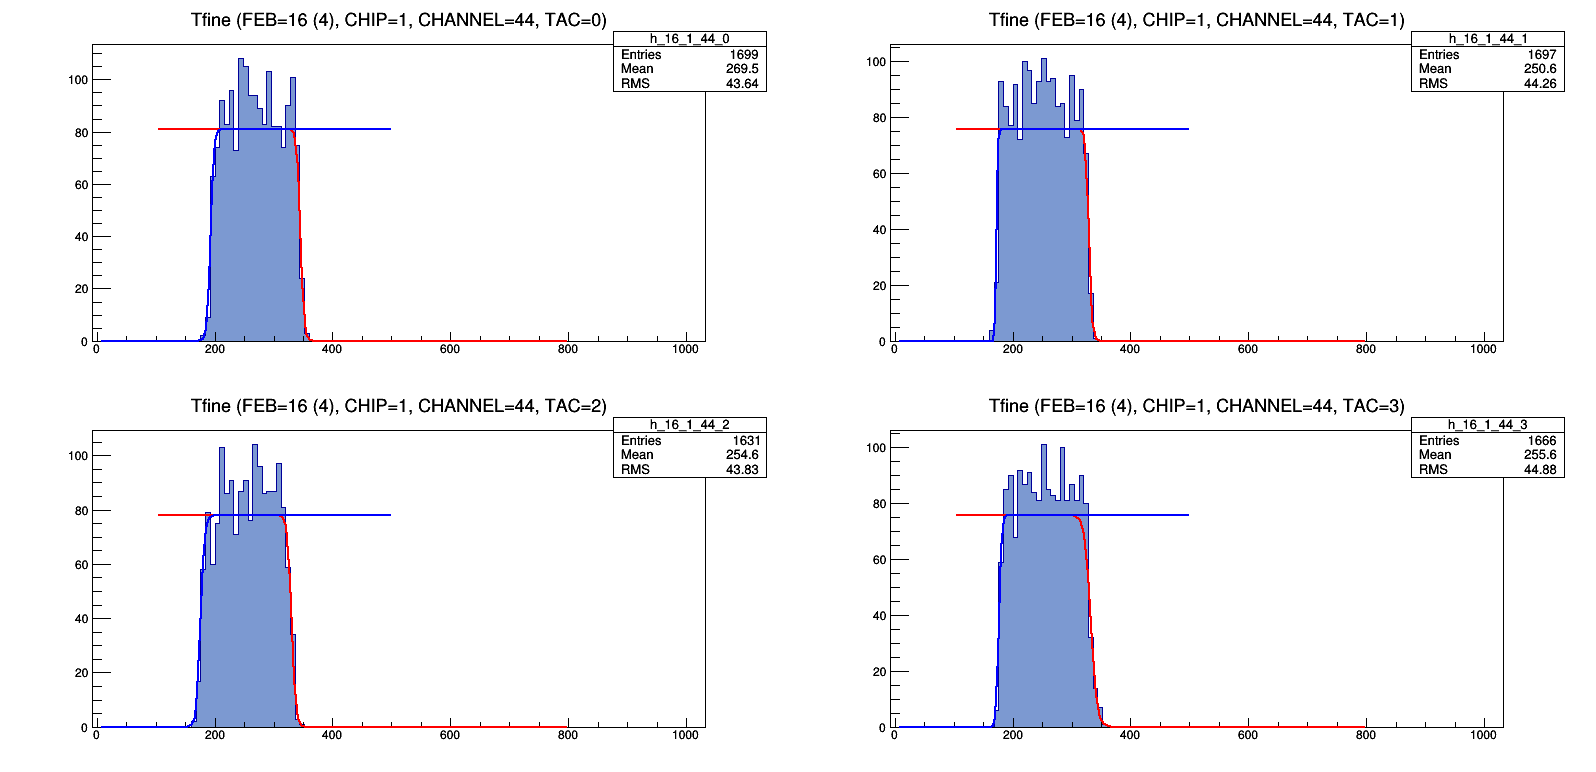 Tfine (FEB=16 (4), CHIP=1, CHANNEL=44, TAC=0)
h_16_1_44_0
Entries 1699
Mean 269.5
RMS 43.64
100
80
60
40
20
0
0 200 400 600 800 1000
Tfine (FEB=16 (4), CHIP=1, CHANNEL=44, TAC=1)
h_16_1_44_1
Entries 1697
Mean 250.6
RMS 44.26
100
80
60
40
20
0
0 200 400 600 800 1000
Tfine (FEB=16 (4), CHIP=1, CHANNEL=44, TAC=2)
h_16_1_44_2
Entries 1631
Mean 254.6
RMS 43.83
100
80
60
40
20
0
0 200 400 600 800 1000
Tfine (FEB=16 (4), CHIP=1, CHANNEL=44, TAC=3)
h_16_1_44_3
Entries 1666
Mean 255.6
RMS 44.88
100
80
60
40
20
0
0 200 400 600 800 1000